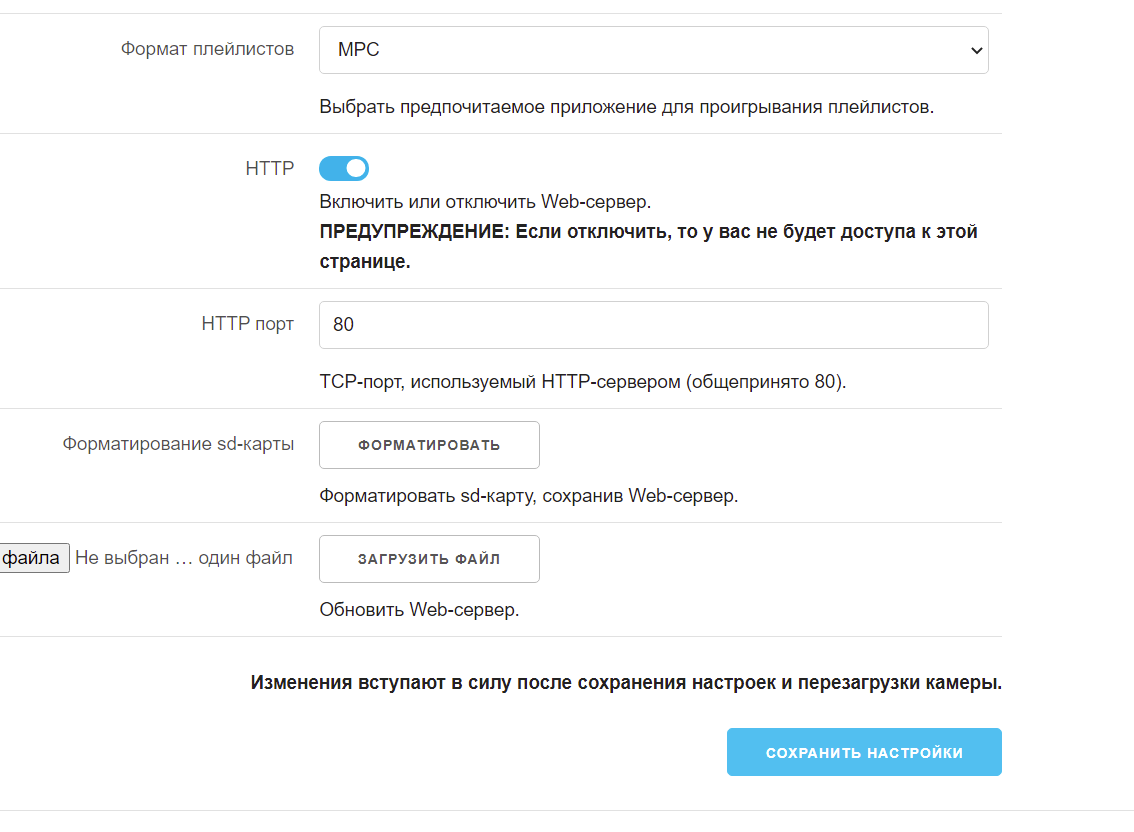 Формат плейлистов
MPC
Выбрать предпочитаемое приложение для проигрывания плейлистов.
HTTP
Включить или отключить Web-сервер.
ПРЕДУПРЕЖДЕНИЕ: Если отключить, то у вас не будет доступа к этой
странице.
HTTP порт
80
TCP-порт, используемый HTTP-сервером (общепринято 80).
Форматирование sd-карты
ФОРМАТИРОВАТЬ
Форматировать sd-карту, сохранив Web-сервер.
файла Не выбран … один файл
ЗАГРУЗИТЬ ФАЙЛ
Обновить Web-сервер.
Изменения вступают в силу после сохранения настроек и перезагрузки камеры.
СОХРАНИТЬ НАСТРОЙКИ